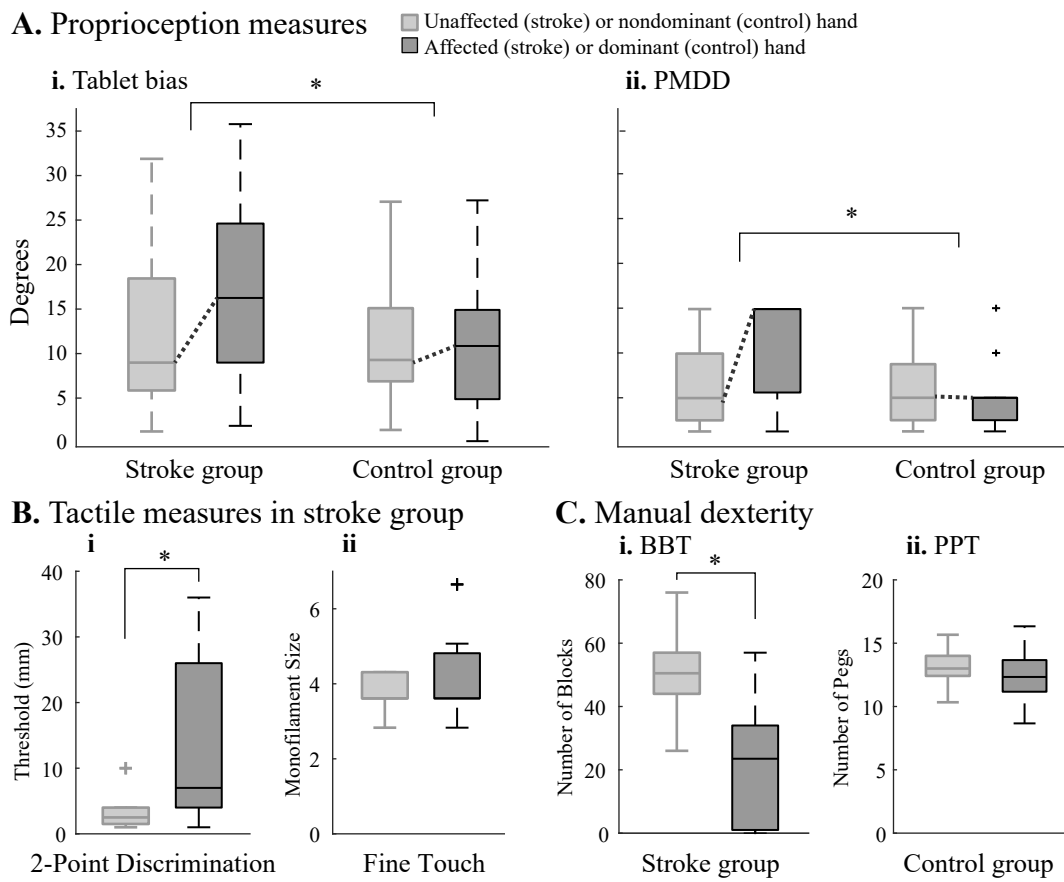 A. Proprioception measures
Unaffected (stroke) or nondominant (control) hand
Affected (stroke) or dominant (control) hand
i. Tablet bias
ii. PMDD
*
*
Degrees
35
30
25
20
15
10
5
0
Stroke group
Control group
Stroke group
Control group
B. Tactile measures in stroke group
C. Manual dexterity
i
ii
i. BBT
ii. PPT
*
*
Threshold (mm)
40
30
20
10
0
2-Point Discrimination
Monofilament Size
6
4
2
0
Fine Touch
Number of Blocks
80
60
40
20
0
Stroke group
Number of Pegs
20
15
10
5
0
Control group